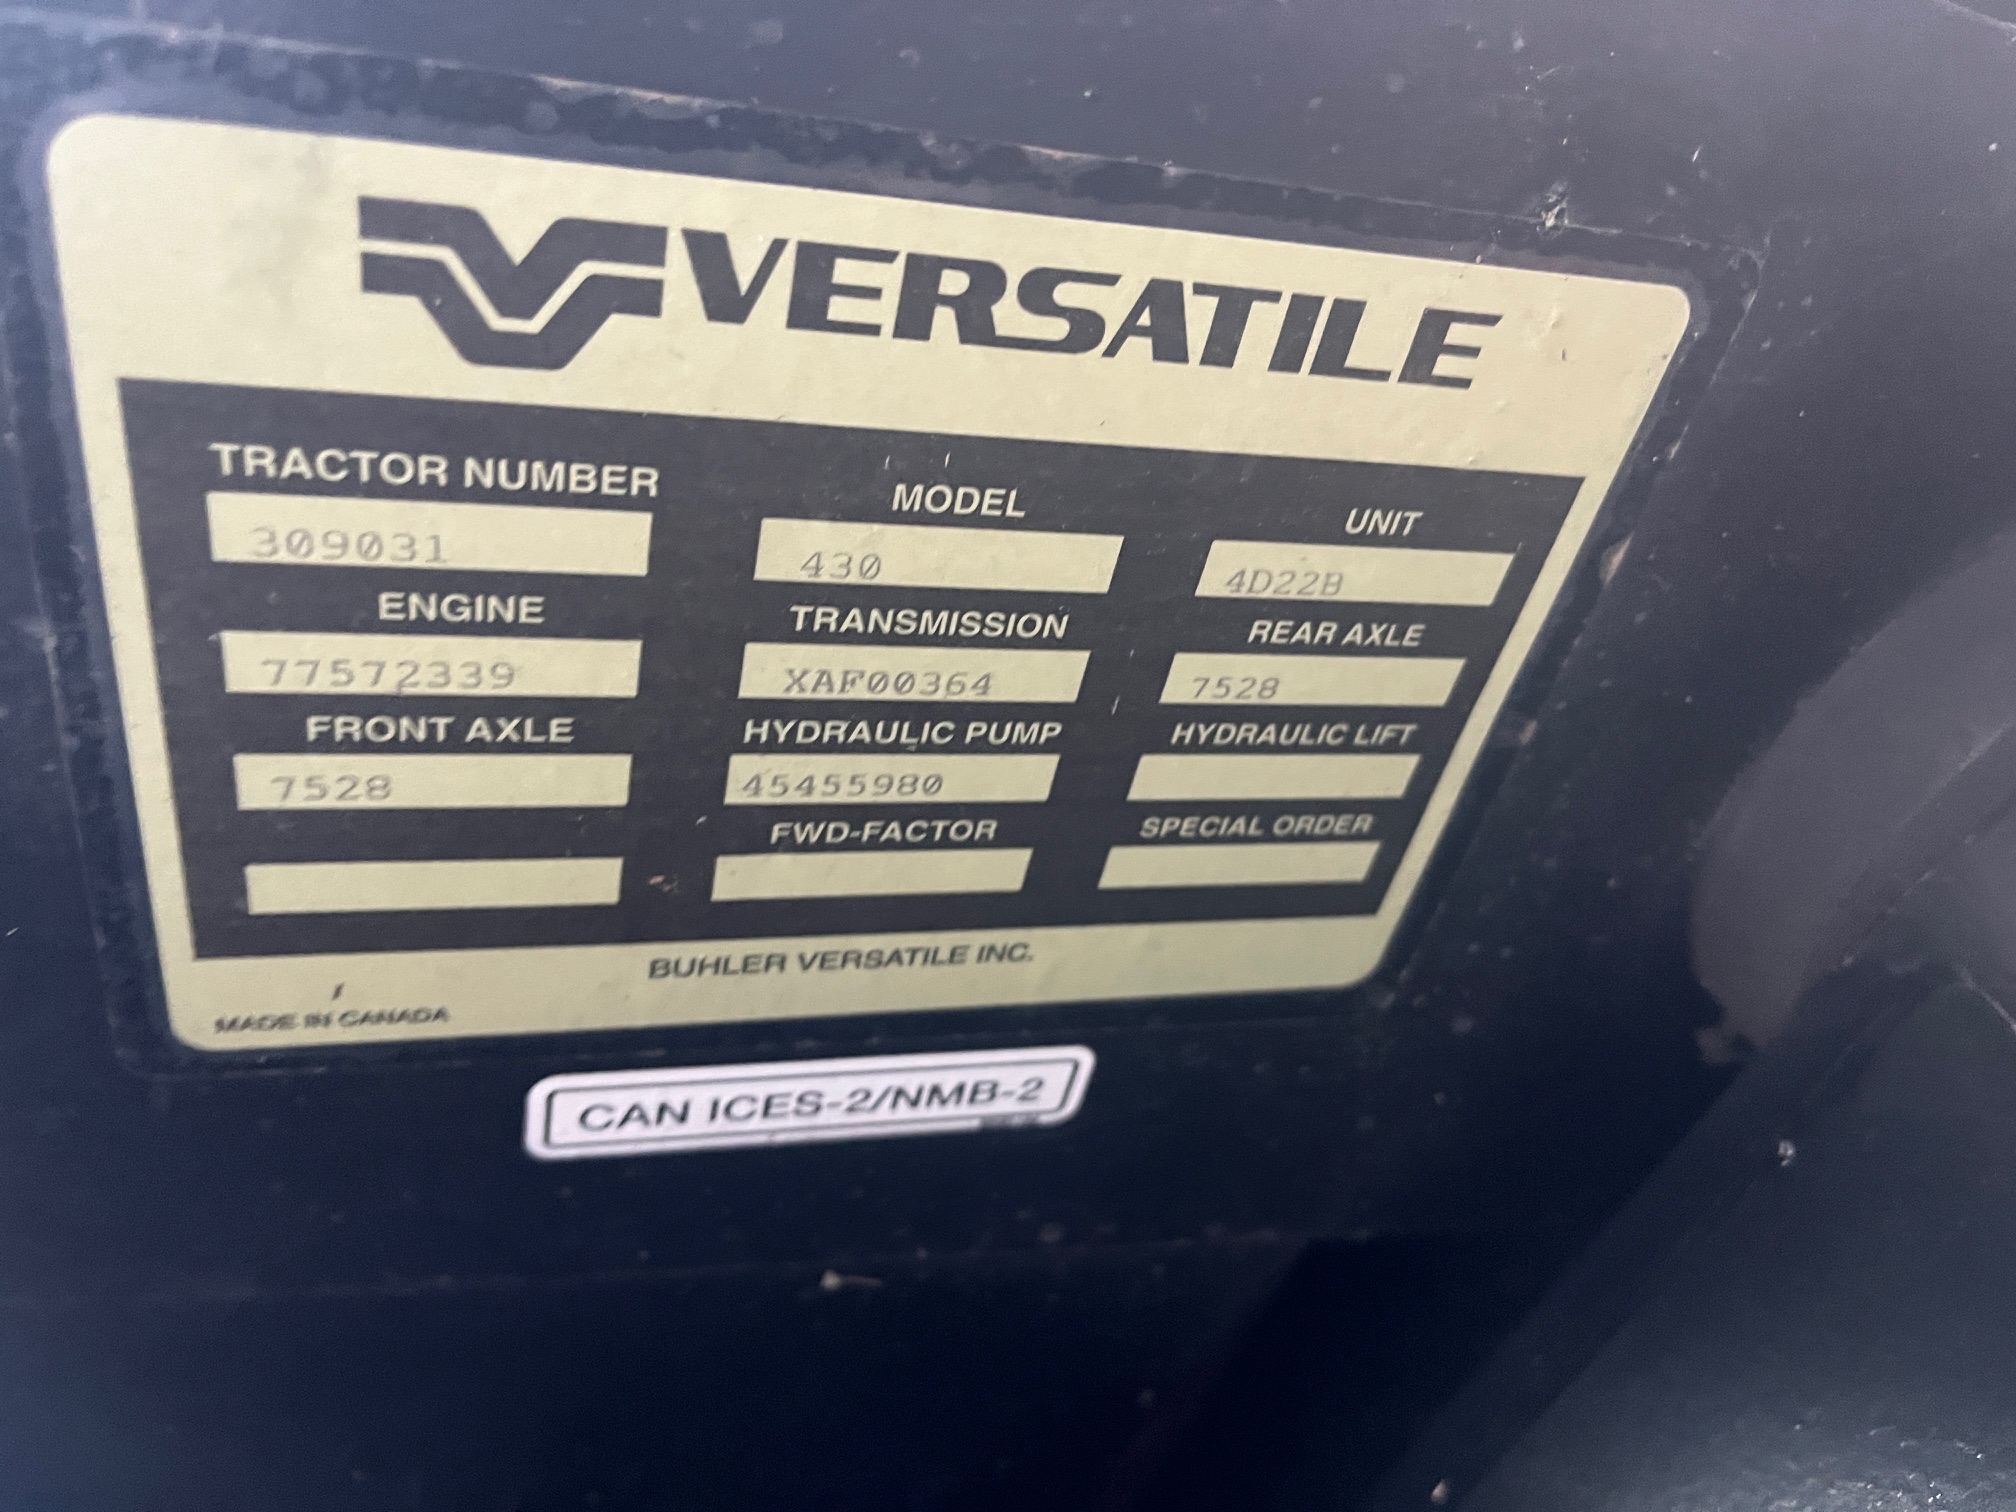 VERSATILE
TRACTOR NUMBER MODEL UNIT
309031 430 4D22B
ENGINE TRANSMISSION REAR AXLE
77572339 XAF00364 7528
FRONT AXLE HYDRAULIC PUMP HYDRAULIC LIFT
7528 45455980
FWD-FACTOR SPECIAL ORDER
BUHLER VERSATILE INC.
MADE IN CANADA
CAN ICES-2/NMB-2